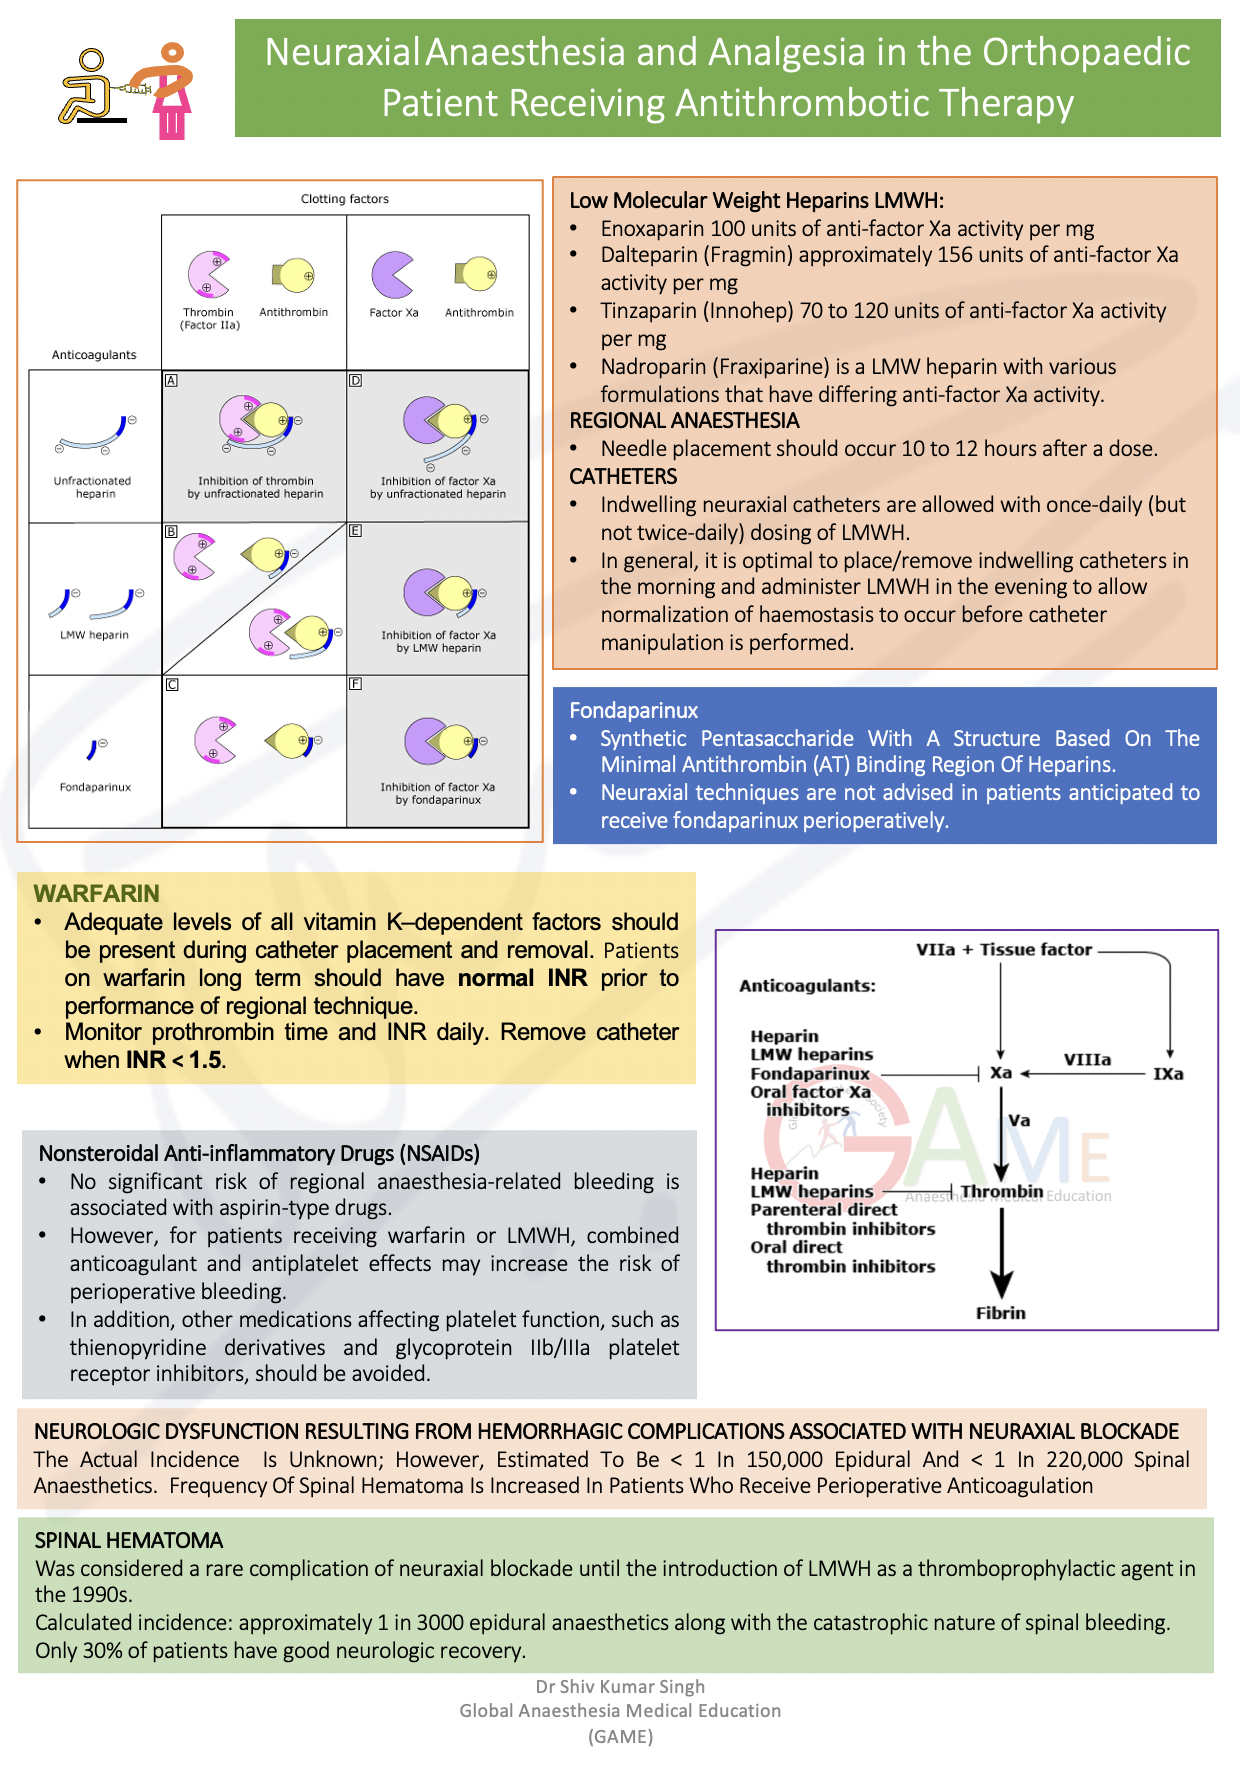 Neuraxial Anaesthesia and Analgesia in the Orthopaedic
Patient Receiving Antithrombotic Therapy
Clotting factors
Thrombin
(Factor IIa)
Antithrombin
Factor Xa
Antithrombin
Anticoagulants
Unfractionated
heparin
A
Inhibition of thrombin
by unfractionated heparin
D
Inhibition of factor Xa
by unfractionated heparin
LMW heparin
B
E
Inhibition of factor Xa
by LMW heparin
Fondaparinux
C
F
Inhibition of factor Xa
by fondaparinux
Low Molecular Weight Heparins LMWH:
• Enoxaparin 100 units of anti-factor Xa activity per mg
• Dalteparin (Fragmin) approximately 156 units of anti-factor Xa
activity per mg
• Tinzaparin (Innohep) 70 to 120 units of anti-factor Xa activity
per mg
• Nadroparin (Fraxiparine) is a LMW heparin with various
formulations that have differing anti-factor Xa activity.
REGIONAL ANAESTHESIA
• Needle placement should occur 10 to 12 hours after a dose.
CATHETERS
• Indwelling neuraxial catheters are allowed with once-daily (but
not twice-daily) dosing of LMWH.
• In general, it is optimal to place/remove indwelling catheters in
the morning and administer LMWH in the evening to allow
normalization of haemostasis to occur before catheter
manipulation is performed.
Fondaparinux
• Synthetic Pentasaccharide With A Structure Based On The
Minimal Antithrombin (AT) Binding Region Of Heparins.
• Neuraxial techniques are not advised in patients anticipated to
receive fondaparinux perioperatively.
WARFARIN
• Adequate levels of all vitamin K–dependent factors should
be present during catheter placement and removal. Patients
on warfarin long term should have normal INR prior to
performance of regional technique.
• Monitor prothrombin time and INR daily. Remove catheter
when INR < 1.5.
VIIa + Tissue factor
Anticoagulants:
Heparin
LMW heparins
Fondaparinux
Oral factor Xa
inhibitors
Xa
VIIIa
IXa
Va
Heparin
LMW heparins
Parenteral direct
thrombin inhibitors
Oral direct
thrombin inhibitors
Thrombin
Fibrin
GAME
Anaesthesia Medical Education
Nonsteroidal Anti-inflammatory Drugs (NSAIDs)
• No significant risk of regional anaesthesia-related bleeding is
associated with aspirin-type drugs.
• However, for patients receiving warfarin or LMWH, combined
anticoagulant and antiplatelet effects may increase the risk of
perioperative bleeding.
• In addition, other medications affecting platelet function, such as
thienopyridine derivatives and glycoprotein IIb/IIIa platelet
receptor inhibitors, should be avoided.
NEUROLOGIC DYSFUNCTION RESULTING FROM HEMORRHAGIC COMPLICATIONS ASSOCIATED WITH NEURAXIAL BLOCKADE
The Actual Incidence Is Unknown; However, Estimated To Be < 1 In 150,000 Epidural And < 1 In 220,000 Spinal
Anaesthetics. Frequency Of Spinal Hematoma Is Increased In Patients Who Receive Perioperative Anticoagulation
SPINAL HEMATOMA
Was considered a rare complication of neuraxial blockade until the introduction of LMWH as a thromboprophylactic agent in
the 1990s.
Calculated incidence: approximately 1 in 3000 epidural anaesthetics along with the catastrophic nature of spinal bleeding.
Only 30% of patients have good neurologic recovery.
Dr Shiv Kumar Singh
Global Anaesthesia Medical Education
(GAME)